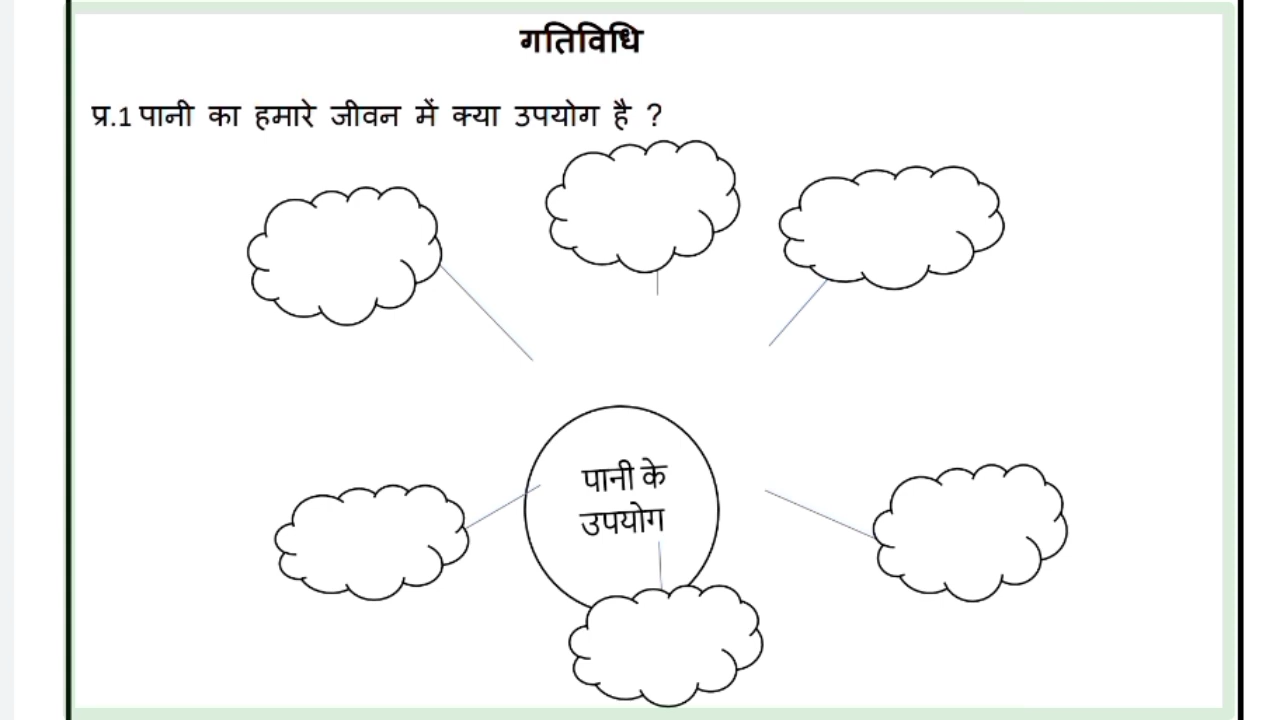 गतिविधि
प्र.1 पानी का हमारे जीवन में क्या उपयोग है ?
पानी के
उपयोग